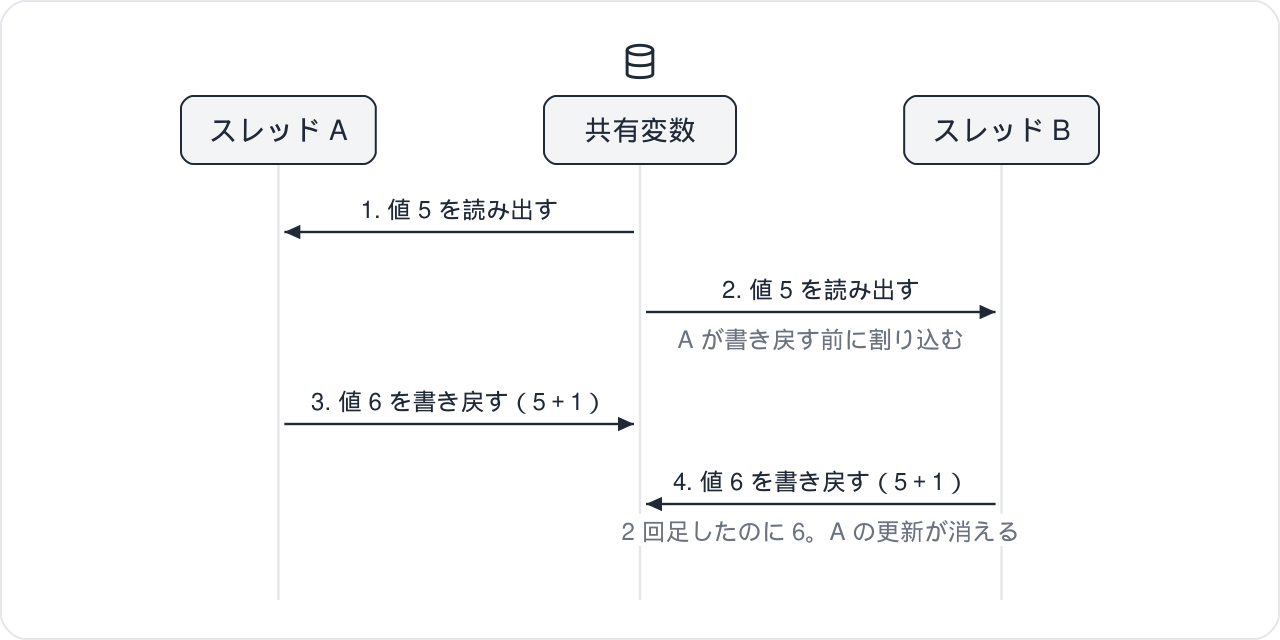 スレッド A
共有変数
スレッド B
1. 値 5 を読み出す
2. 値 5 を読み出す
A が書き戻す前に割り込む
3. 値 6 を書き戻す（5 + 1）
4. 値 6 を書き戻す（5 + 1）
2 回足したのに 6。A の更新が消える